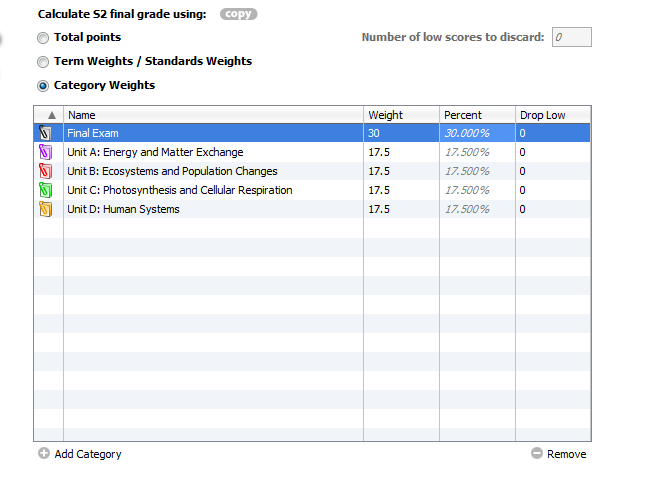 Calculate S2 final grade using: copy
Total points Number of low scores to discard: 0
Term Weights / Standards Weights
Category Weights
Name Weight Percent Drop Low
Final Exam 30 30.000% 0
Unit A: Energy and Matter Exchange 17.5 17.500% 0
Unit B: Ecosystems and Population Changes 17.5 17.500% 0
Unit C: Photosynthesis and Cellular Respiration 17.5 17.500% 0
Unit D: Human Systems 17.5 17.500% 0
Add Category Remove